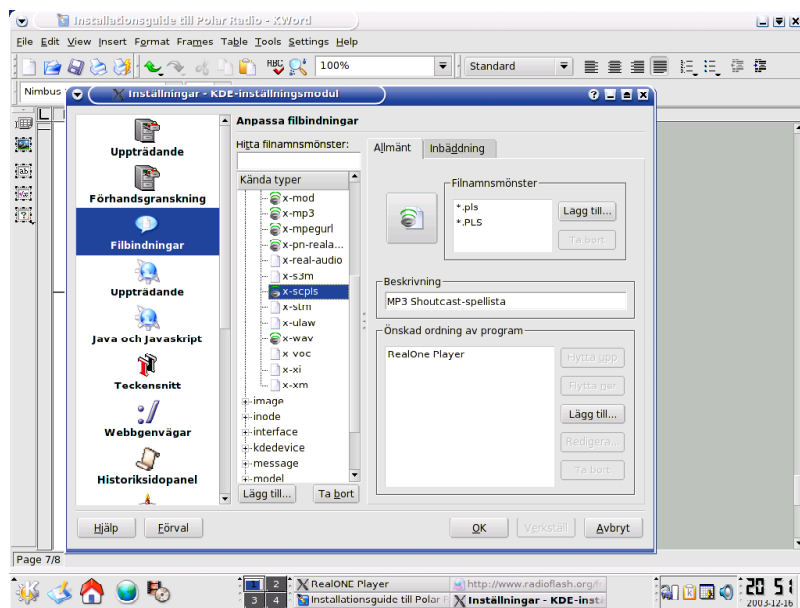 Installationsguide till Polar Radio - KWord
File Edit View Insert Format Frames Table Tools Settings Help
100%
Standard
Nimbus
Inställningar - KDE-inställningsmodul
Uppträdande
Förhandsgranskning
Filbindningar
Uppträdande
Java och Javaskript
Teckensnitt
Webbgenvägar
Historiksidopanel
Anpassa filbindningar
Hitta filnamnsmönster:
Kända typer
x-mod
x-mp3
x-mpegurl
x-pn-reala...
x-real-audio
x-s3m
x-scpls
x-stm
x-ulaw
x-wav
x-voc
x-xi
x-xm
image
inode
interface
kdedevice
message
model
Lägg till...
Ta bort
Allmänt
Inbäddning
Filnamnsmönster
*.pls
*.PLS
Lägg till...
Ta bort
Beskrivning
MP3 Shoutcast-spellista
Önskad ordning av program
RealOne Player
Flytta upp
Flytta ner
Lägg till...
Redigera...
Ta bort
Hjälp
Förval
OK
Verkställ
Avbryt
Page 7/8
1 2
3 4
RealONE Player
http://www.radioflash.org/fr
Installationsguide till Polar R
Inställningar - KDE-inst
20 51
2003-12-16